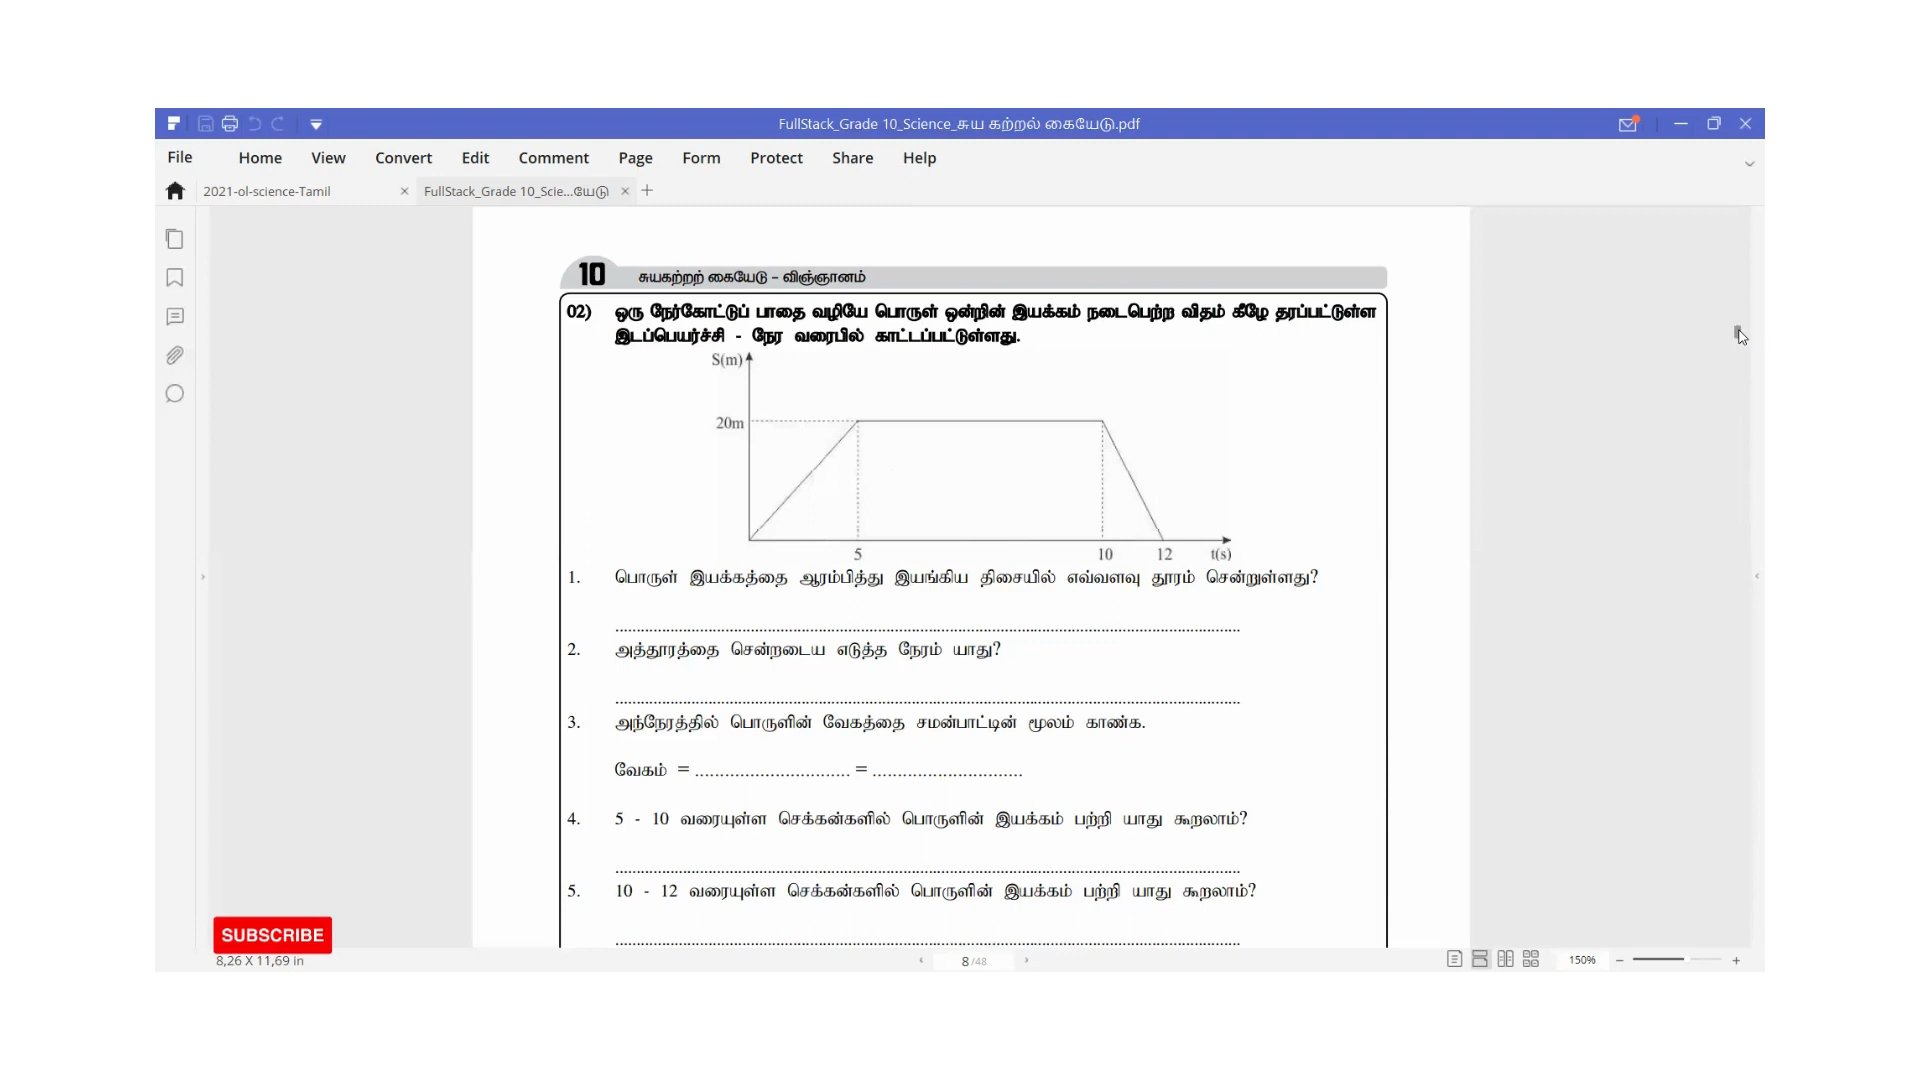 FullStack_Grade 10_Science_சுய கற்றல் கையேடு.pdf
File Home View Convert Edit Comment Page Form Protect Share Help
2021-ol-science-Tamil × FullStack_Grade 10_Scie...யேடு × +
10 சுயகற்றற் கையேடு – விஞ்ஞானம்
02) ஒரு நேர்கோட்டுப் பாதை வழியே பொருள் ஒன்றின் இயக்கம் நடைபெற்ற விதம் கீழே தரப்பட்டுள்ள
இடப்பெயர்ச்சி - நேர வரைபில் காட்டப்பட்டுள்ளது.
S(m)
20m
5 10 12 t(s)
1. பொருள் இயக்கத்தை ஆரம்பித்து இயங்கிய திசையில் எவ்வளவு தூரம் சென்றுள்ளது?
2. அத்தூரத்தை சென்றடைய எடுத்த நேரம் யாது?
3. அந்நேரத்தில் பொருளின் வேகத்தை சமன்பாட்டின் மூலம் காண்க.
வேகம் = ............................... = ..............................
4. 5 - 10 வரையுள்ள செக்கன்களில் பொருளின் இயக்கம் பற்றி யாது கூறலாம்?
5. 10 - 12 வரையுள்ள செக்கன்களில் பொருளின் இயக்கம் பற்றி யாது கூறலாம்?
SUBSCRIBE
8,26 X 11,69 in
8 /48
150%